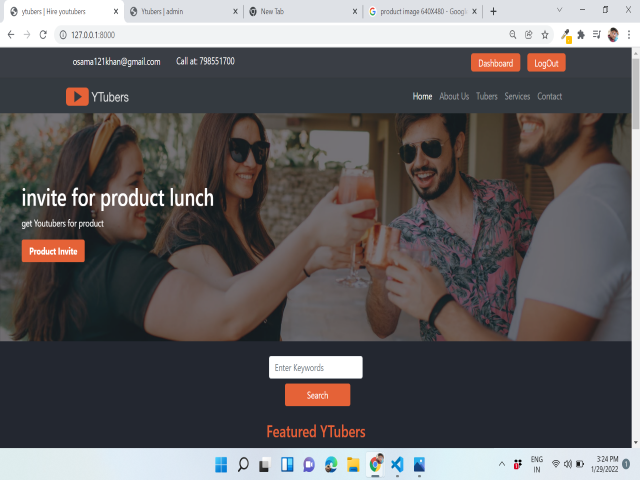 ytubers | Hire youtubers
Ytubers | admin
New Tab
product image 640X480 - Googl
127.0.0.1:8000
osama121khan@gmail.com
Call at: 798551700
Dashboard
LogOut
YTubers
Home
About Us
Tubers
Services
Contact
invite for product lunch
get Youtubers for product
Product Invite
Enter Keywords
Search
Featured YTubers
ENG
IN
3:24 PM
1/29/2022